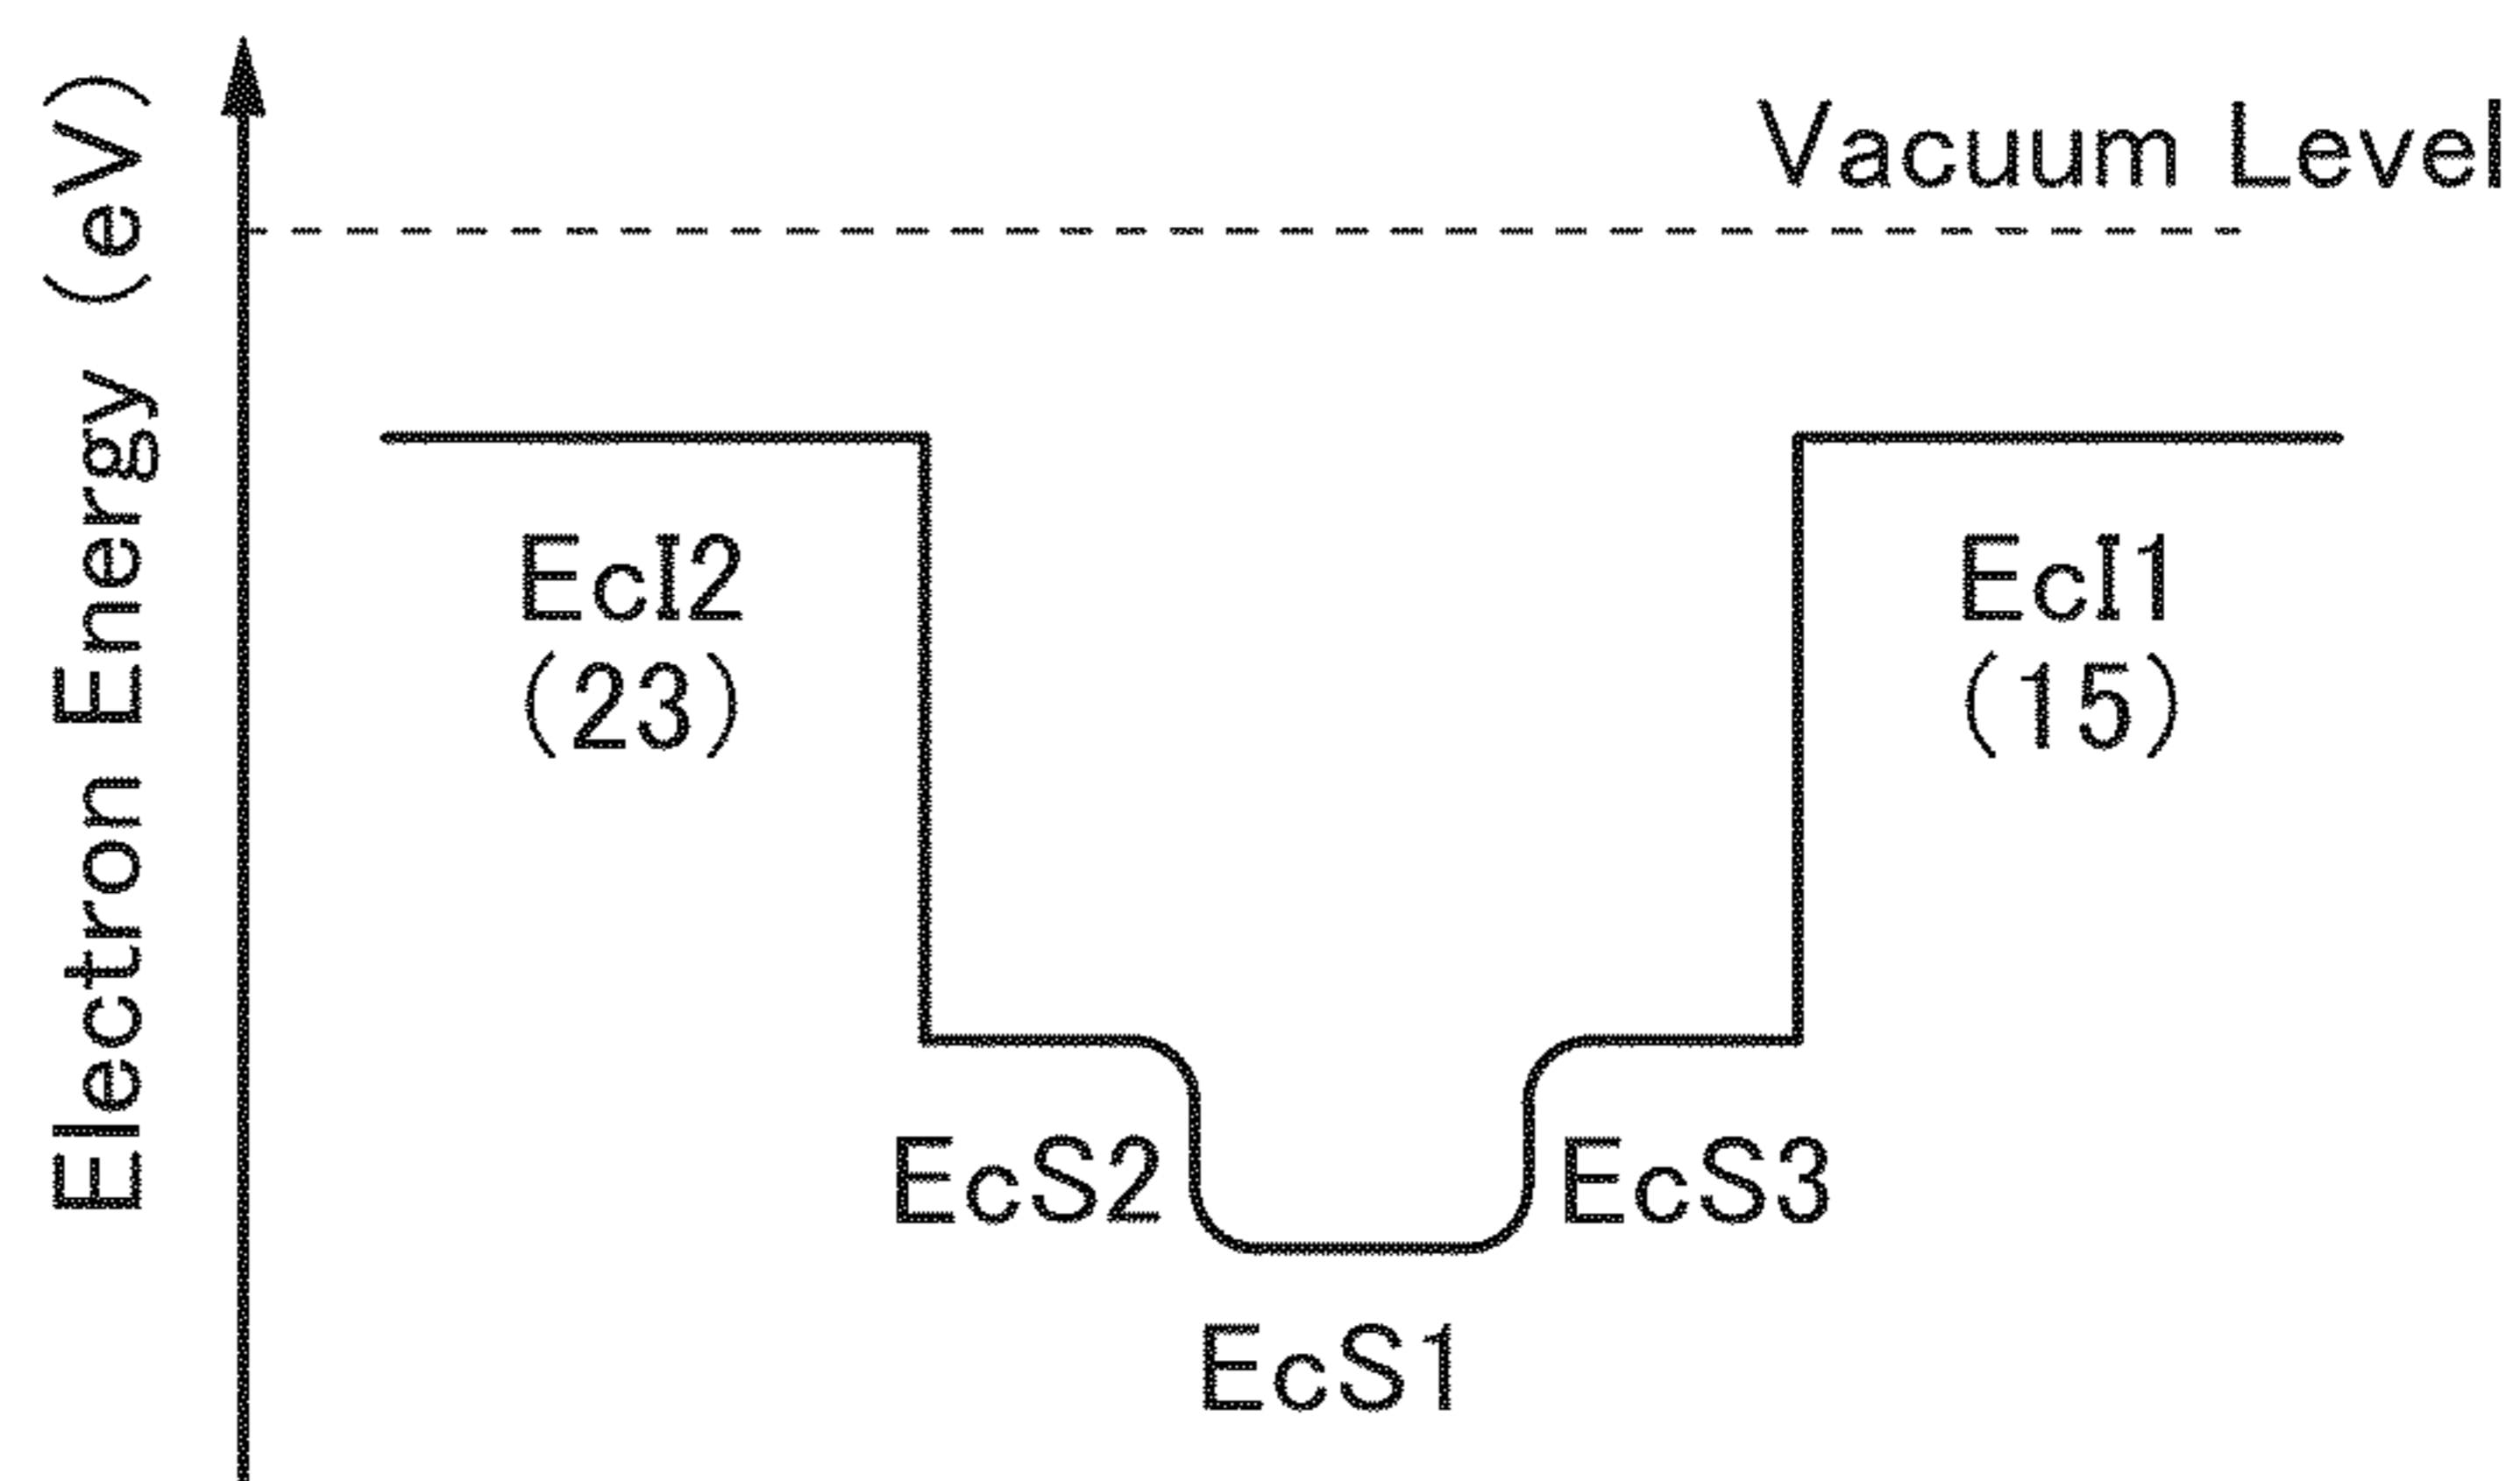 Electron Energy (eV)
Vacuum Level
EcI2
(23)
EcI1
(15)
EcS2
EcS3
EcS1